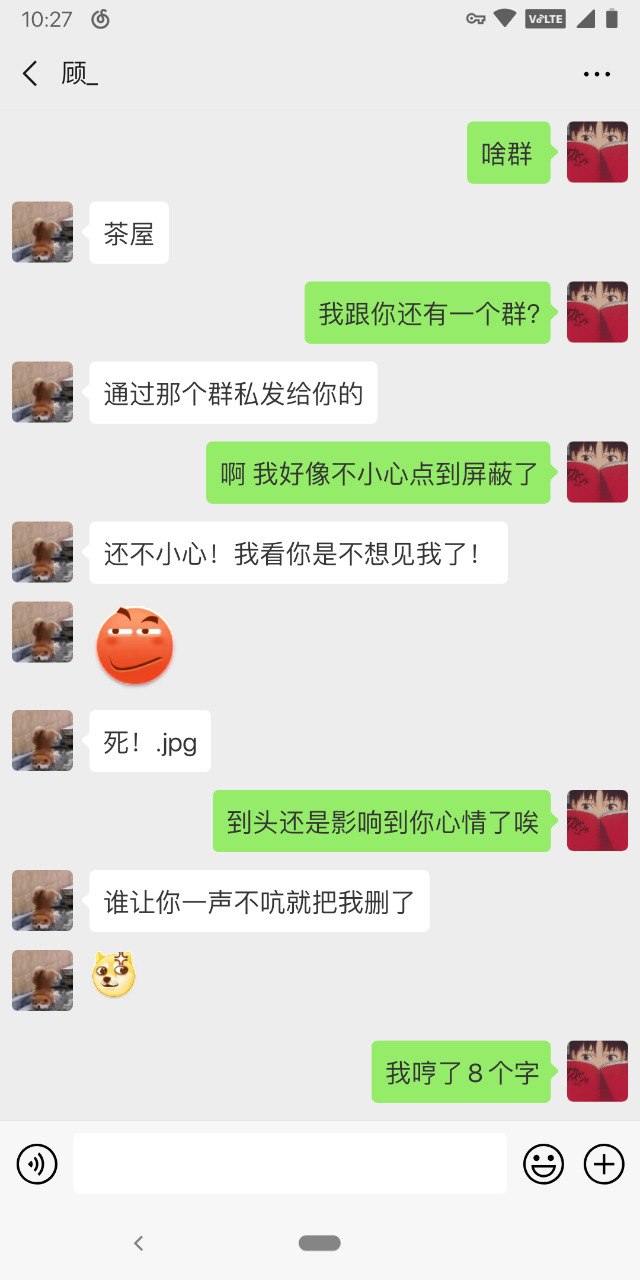 10:27
VoLTE
顾_
啥群
茶屋
我跟你还有一个群?
通过那个群私发给你的
啊 我好像不小心点到屏蔽了
还不小心！我看你是不想见我了！
死！.jpg
到头还是影响到你心情了唉
谁让你一声不吭就把我删了
我哼了8个字